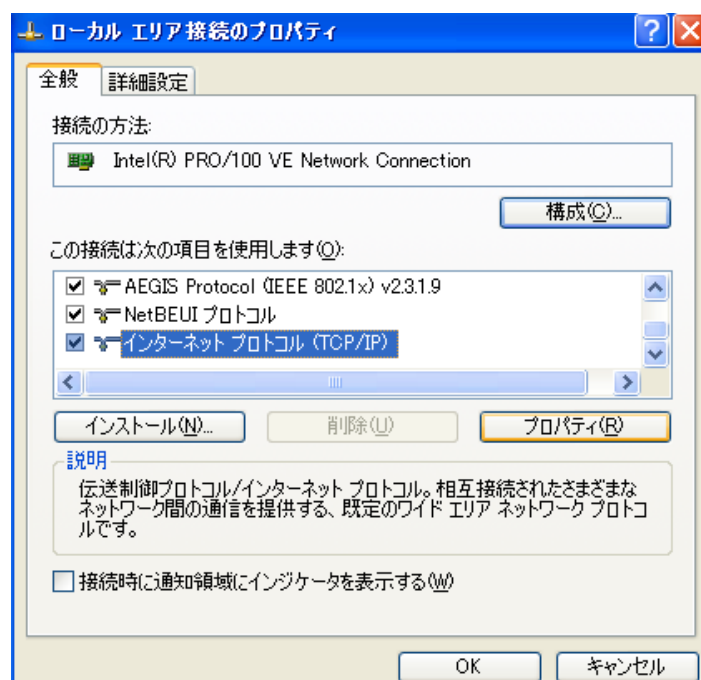 ローカル エリア接続のプロパティ
全般
詳細設定
接続の方法:
Intel(R) PRO/100 VE Network Connection
構成(C)...
この接続は次の項目を使用します(O):
AEGIS Protocol (IEEE 802.1x) v2.3.1.9
NetBEUI プロトコル
インターネット プロトコル (TCP/IP)
インストール(N)...
削除(U)
プロパティ(R)
説明
伝送制御プロトコル/インターネット プロトコル。相互接続されたさまざまな
ネットワーク間の通信を提供する、既定のワイド エリア ネットワーク プロトコ
ルです。
接続時に通知領域にインジケータを表示する(W)
OK
キャンセル